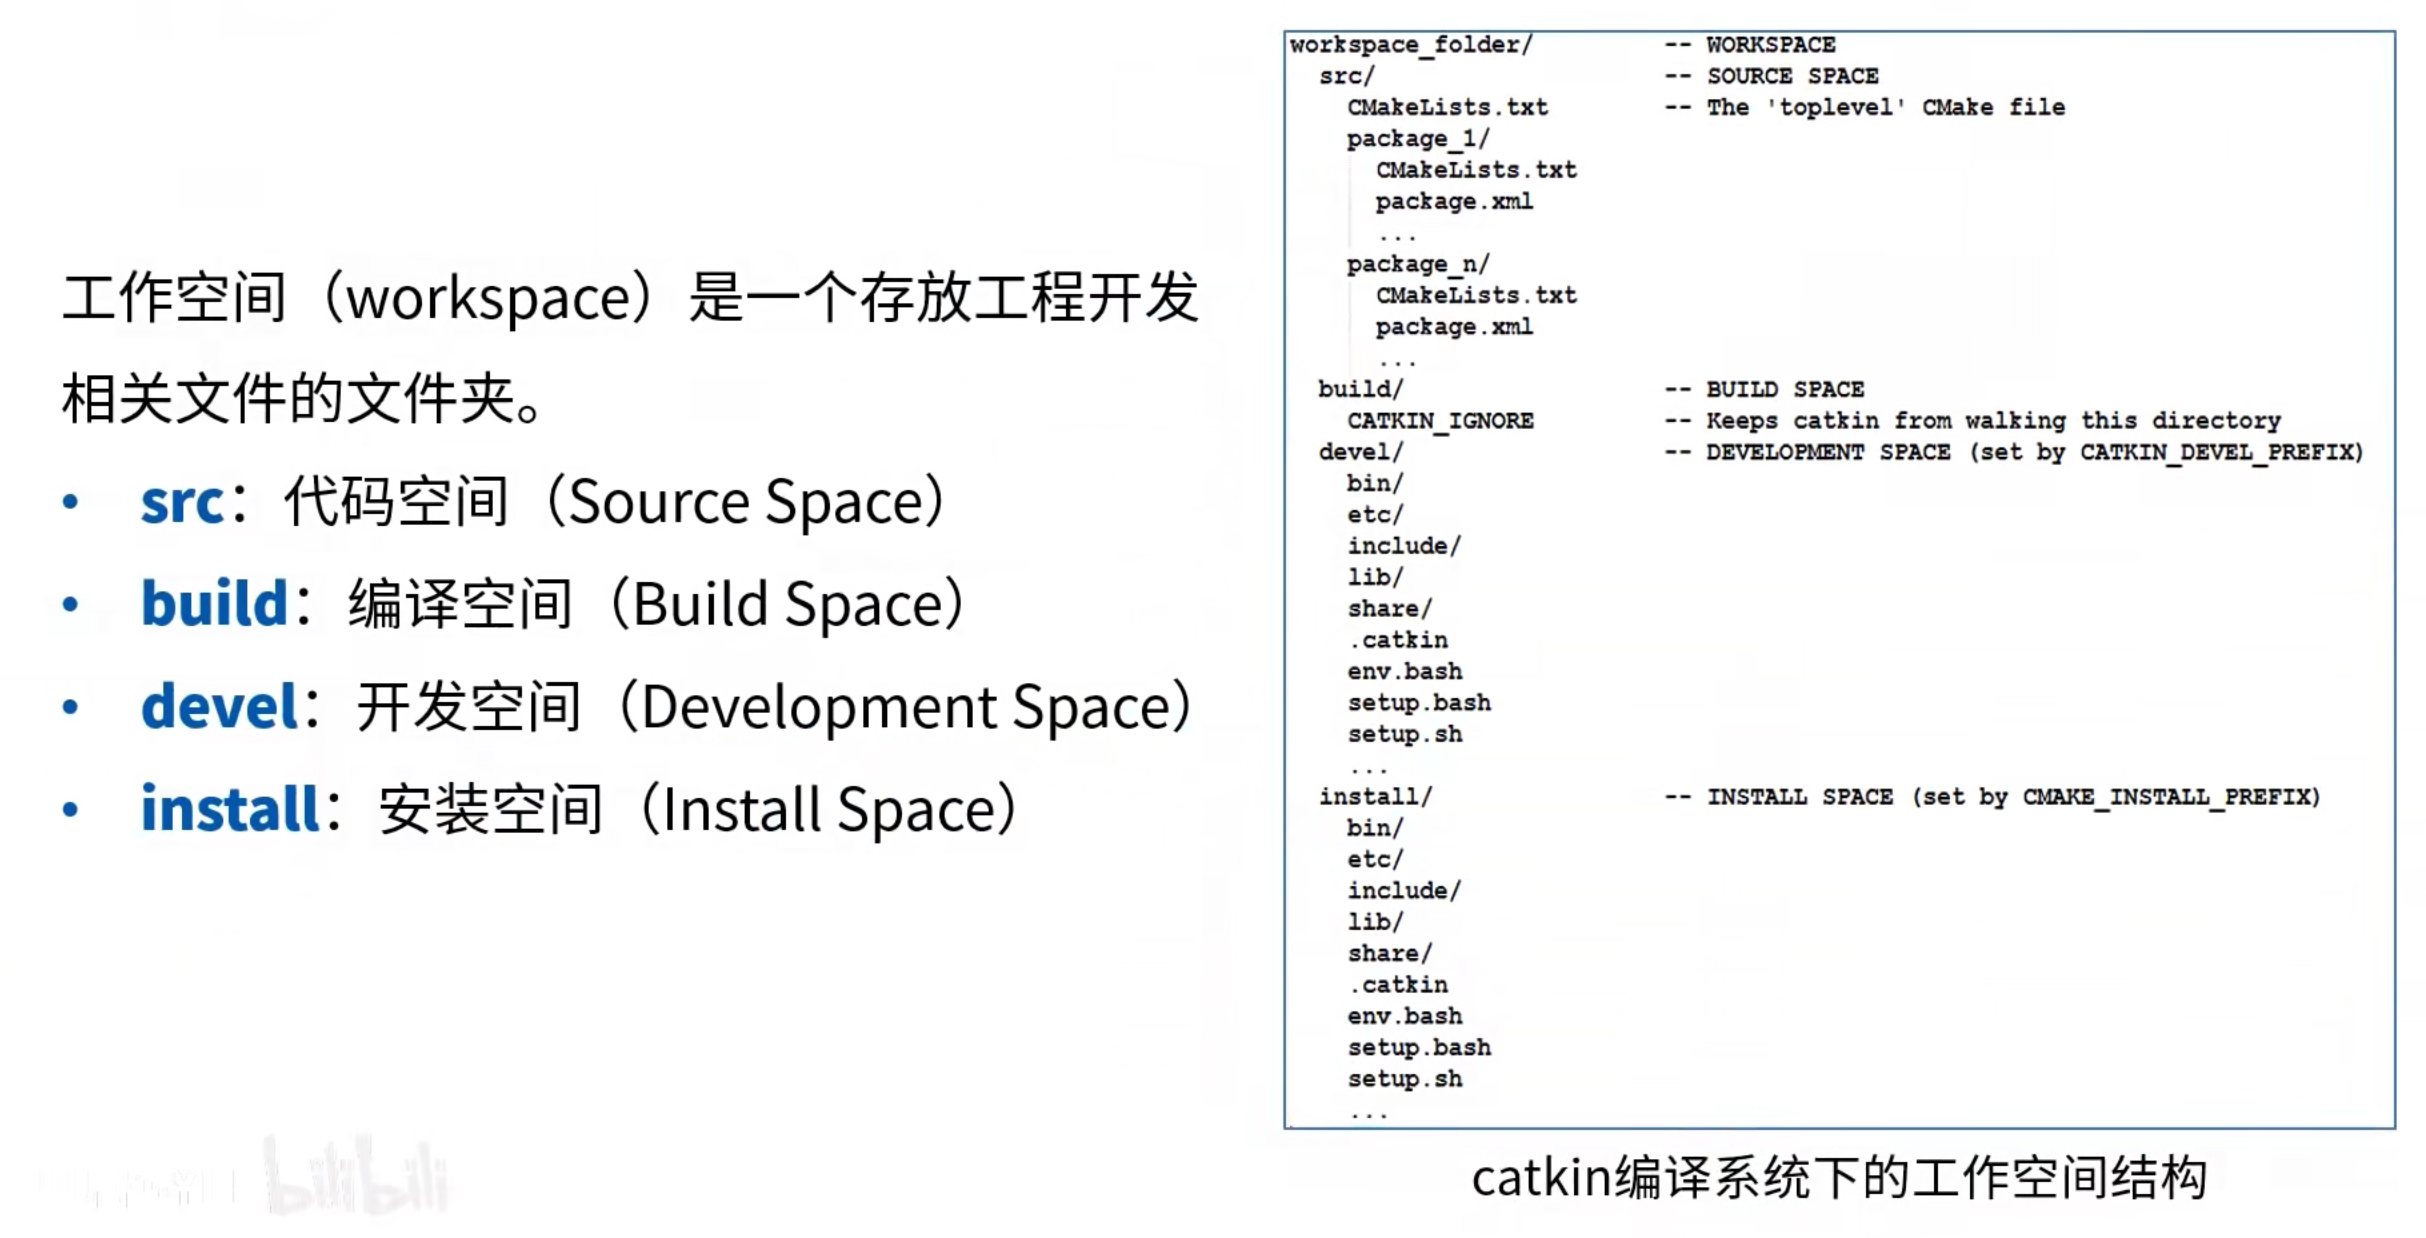 工作空间（workspace）是一个存放工程开发
相关文件的文件夹。
• src：代码空间（Source Space）
• build：编译空间（Build Space）
• devel：开发空间（Development Space）
• install：安装空间（Install Space）
workspace_folder/ -- WORKSPACE
src/ -- SOURCE SPACE
CMakeLists.txt -- The 'toplevel' CMake file
package_1/
CMakeLists.txt
package.xml
...
package_n/
CMakeLists.txt
package.xml
...
build/ -- BUILD SPACE
CATKIN_IGNORE -- Keeps catkin from walking this directory
devel/ -- DEVELOPMENT SPACE (set by CATKIN_DEVEL_PREFIX)
bin/
etc/
include/
lib/
share/
.catkin
env.bash
setup.bash
setup.sh
...
install/ -- INSTALL SPACE (set by CMAKE_INSTALL_PREFIX)
bin/
etc/
include/
lib/
share/
.catkin
env.bash
setup.bash
setup.sh
...
catkin编译系统下的工作空间结构
bilibili